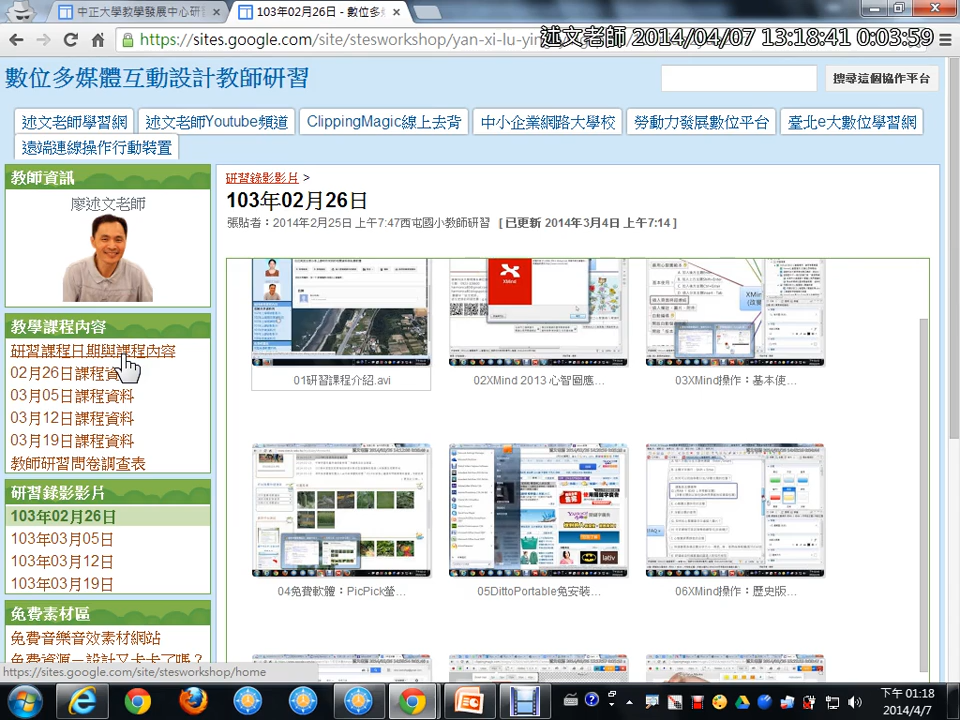 中正大學教學發展中心研
103年02月26日 - 數位多
https://sites.google.com/site/stesworkshop/yan-xi-lu-yin
述文老師 2014/04/07 13:18:41 0:03:59
數位多媒體互動設計教師研習
搜尋這個協作平台
述文老師學習網
述文老師Youtube頻道
ClippingMagic線上去背
中小企業網路大學校
勞動力發展數位平台
臺北e大數位學習網
遠端連線操作行動裝置
教師資訊
廖述文老師
教學課程內容
研習課程日期與課程內容
02月26日課程資
03月05日課程資料
03月12日課程資料
03月19日課程資料
教師研習問卷調查表
研習錄影影片
103年02月26日
103年03月05日
103年03月12日
103年03月19日
免費素材區
免費音樂音效素材網站
免費資源－設計又卡卡了嗎？
研習錄影影片 >
103年02月26日
張貼者：2014年2月25日 上午7:47西屯國小教師研習 [ 已更新 2014年3月4日 上午7:14 ]
XMind
01研習課程介紹.avi
02XMind 2013 心智圖應...
03XMind操作：基本使...
04免費軟體：PicPick螢...
05DittoPortable免安裝...
06XMind操作：歷史版...
https://sites.google.com/site/stesworkshop/home
下午 01:18
2014/4/7